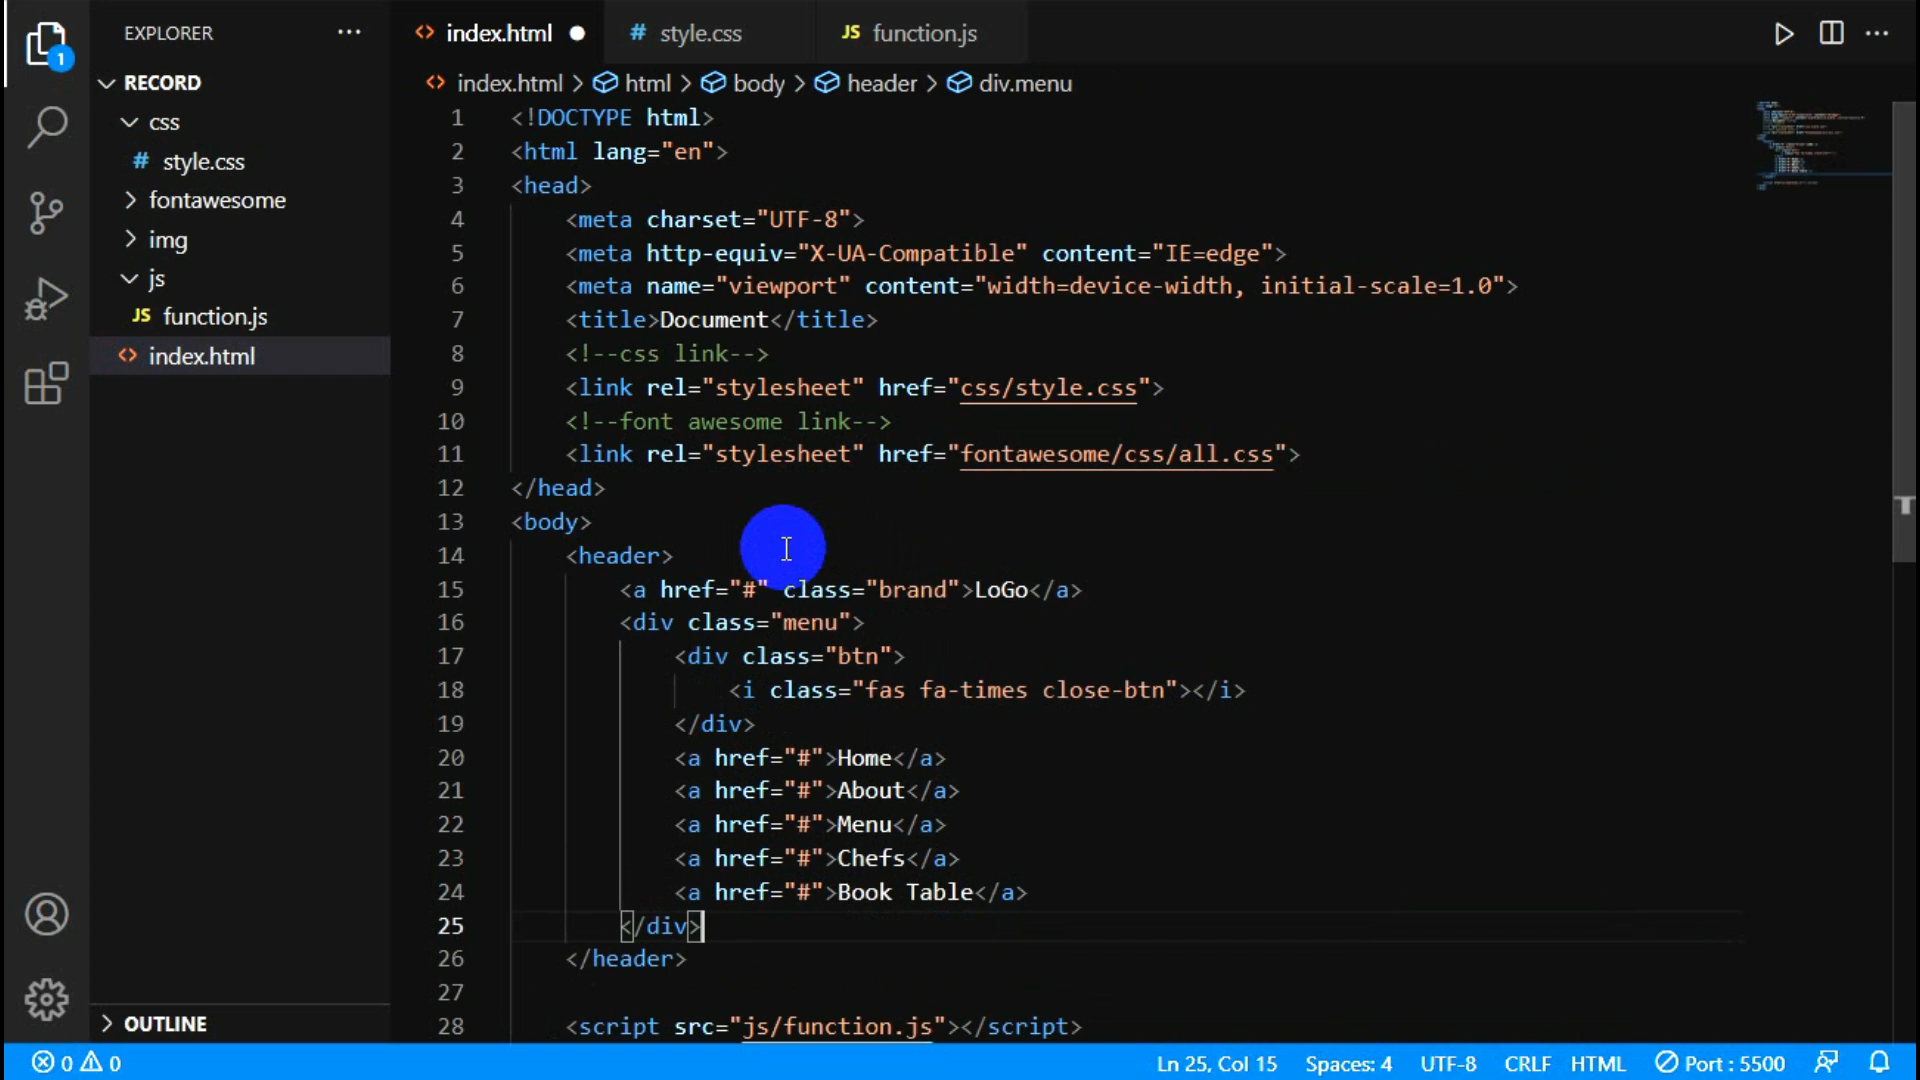 EXPLORER
1
RECORD
css
# style.css
fontawesome
img
js
JS function.js
<> index.html
OUTLINE
<> index.html ●
# style.css
JS function.js
<> index.html > html > body > header > div.menu
1 <!DOCTYPE html>
2 <html lang="en">
3 <head>
4 <meta charset="UTF-8">
5 <meta http-equiv="X-UA-Compatible" content="IE=edge">
6 <meta name="viewport" content="width=device-width, initial-scale=1.0">
7 <title>Document</title>
8 <!--css link-->
9 <link rel="stylesheet" href="css/style.css">
10 <!--font awesome link-->
11 <link rel="stylesheet" href="fontawesome/css/all.css">
12 </head>
13 <body>
14 <header>
15 <a href="#" class="brand">LoGo</a>
16 <div class="menu">
17 <div class="btn">
18 <i class="fas fa-times close-btn"></i>
19 </div>
20 <a href="#">Home</a>
21 <a href="#">About</a>
22 <a href="#">Menu</a>
23 <a href="#">Chefs</a>
24 <a href="#">Book Table</a>
25 </div>
26 </header>
27
28 <script src="js/function.js"></script>
0 0
Ln 25, Col 15
Spaces: 4
UTF-8
CRLF
HTML
Port : 5500